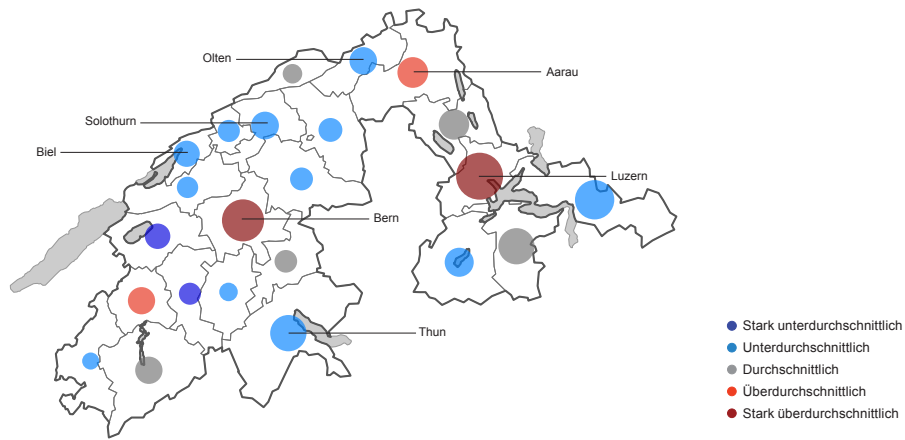 Olten
Aarau
Solothurn
Biel
Luzern
Bern
Thun
Stark unterdurchschnittlich
Unterdurchschnittlich
Durchschnittlich
Überdurchschnittlich
Stark überdurchschnittlich